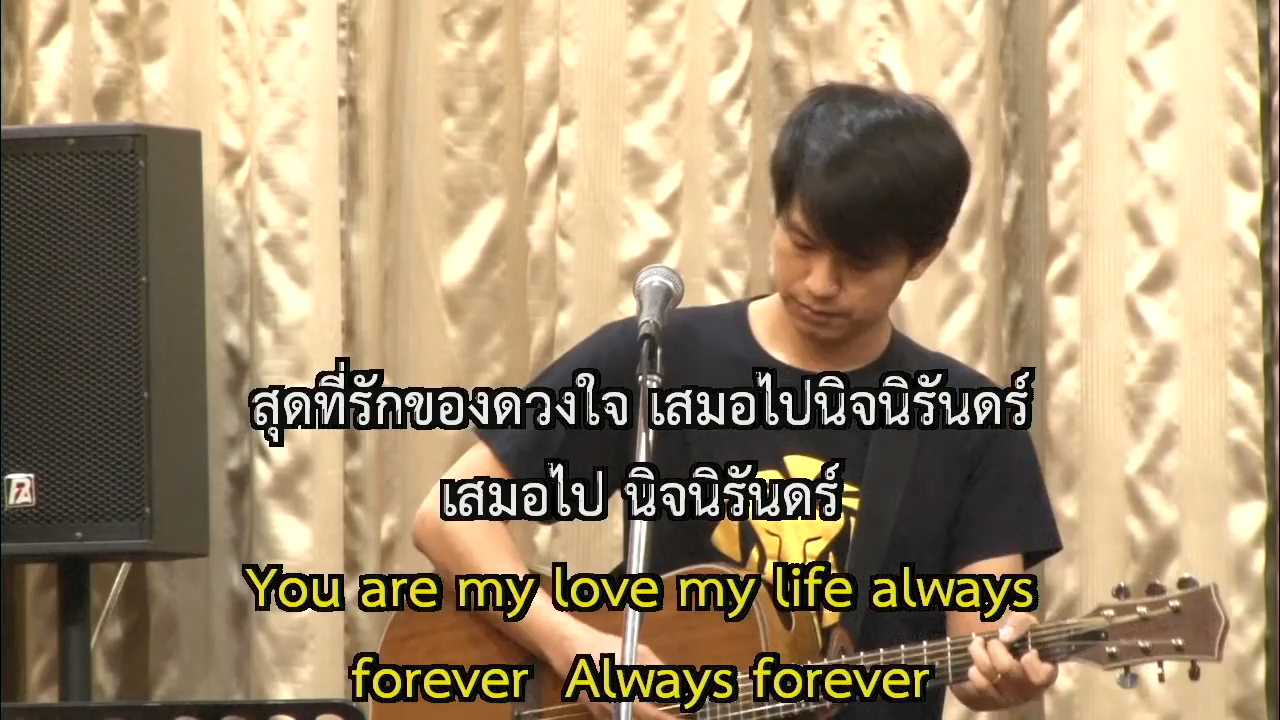 สุดที่รักของดวงใจ เสมอไปนิจนิรันดร์
เสมอไป นิจนิรันดร์
You are my love my life always
forever Always forever